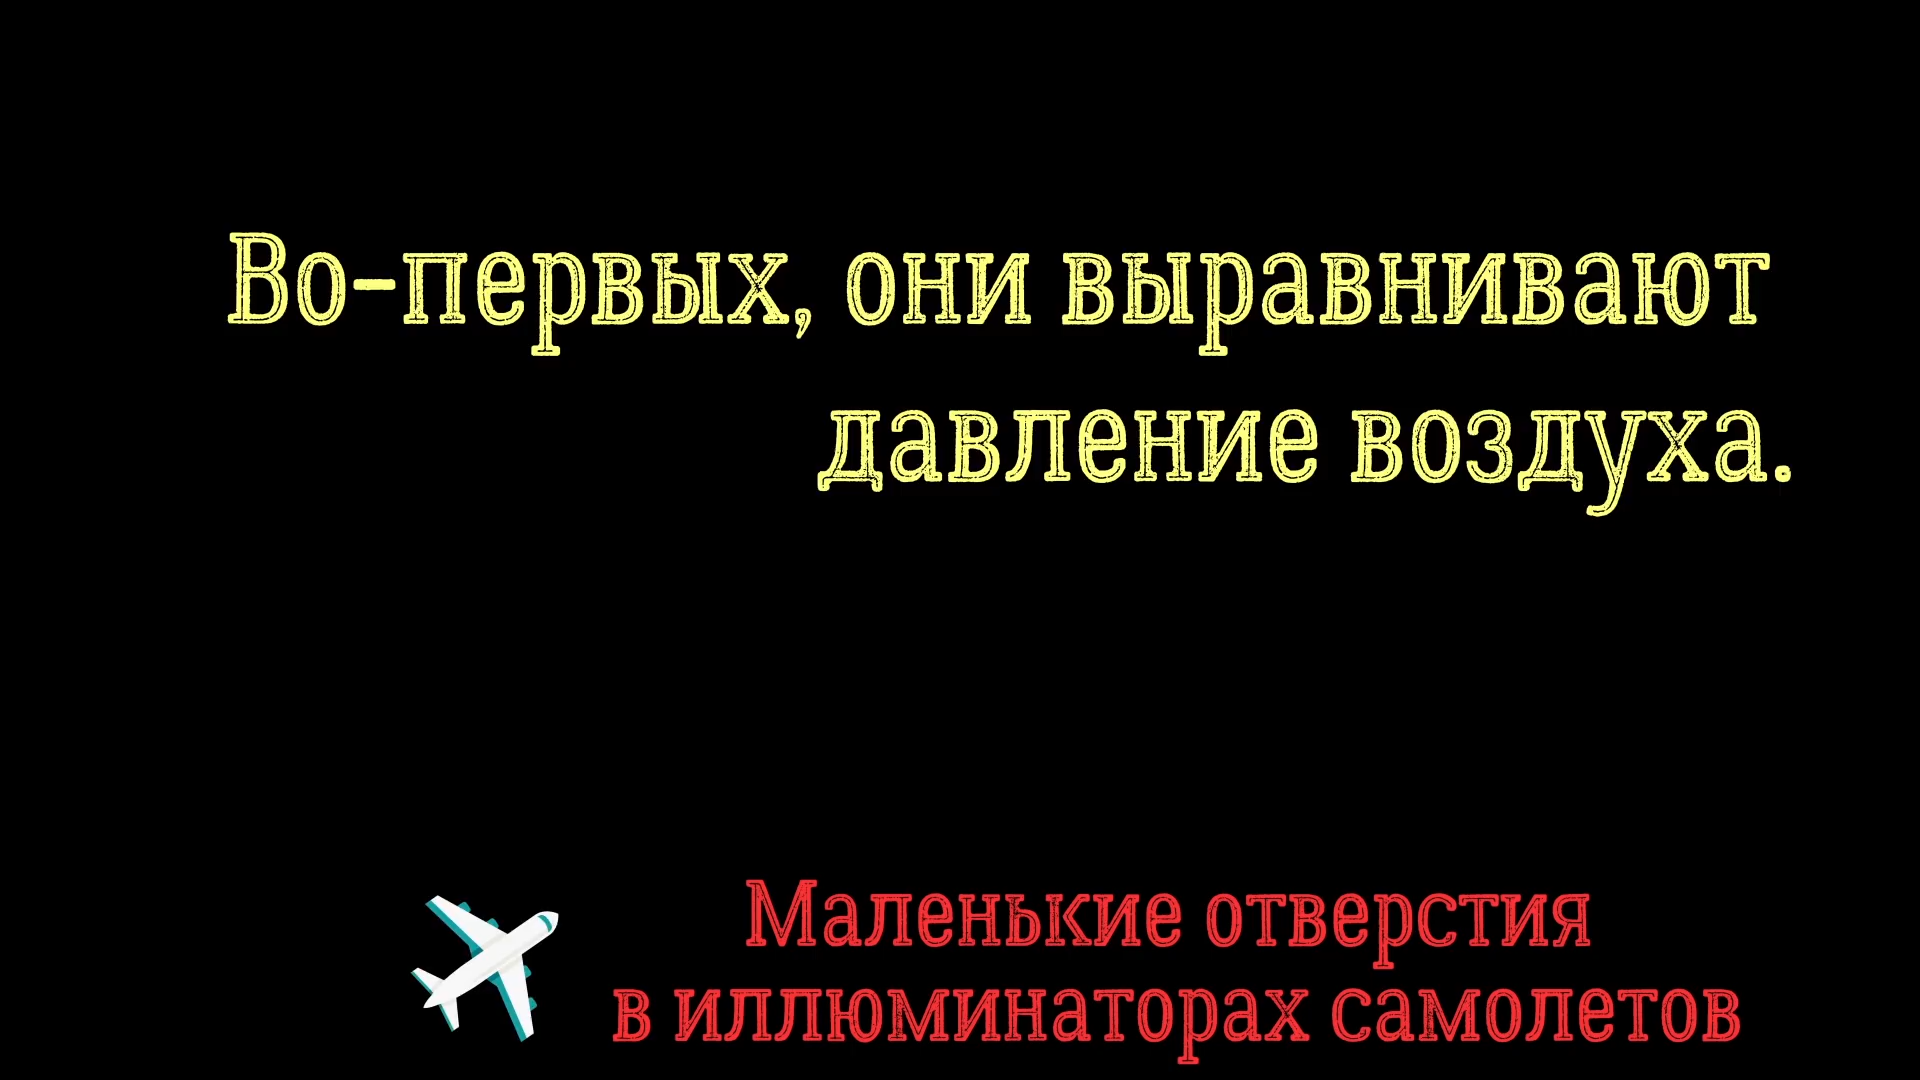 Во-первых, они выравнивают
давление воздуха.
Маленькие отверстия
в иллюминаторах самолетов